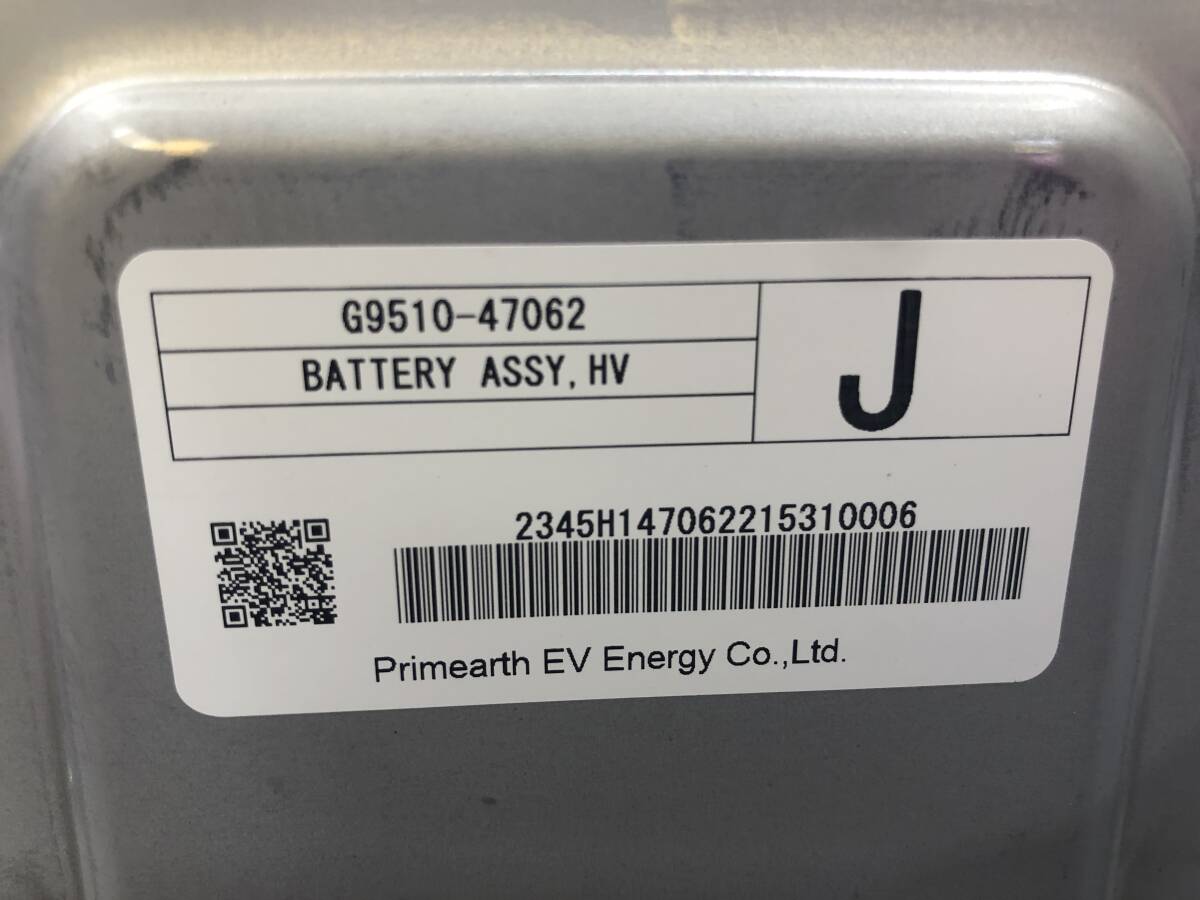 G9510-47062
BATTERY ASSY,HV
J
2345H147062215310006
Primearth EV Energy Co.,Ltd.